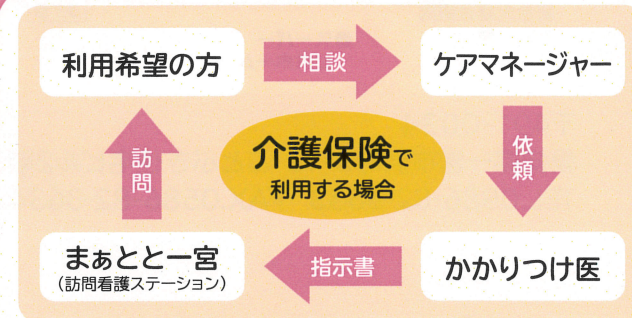 利用希望の方
相談
ケアマネージャー
依頼
かかりつけ医
指示書
まぁとと一宮
(訪問看護ステーション)
訪問
介護保険で
利用する場合